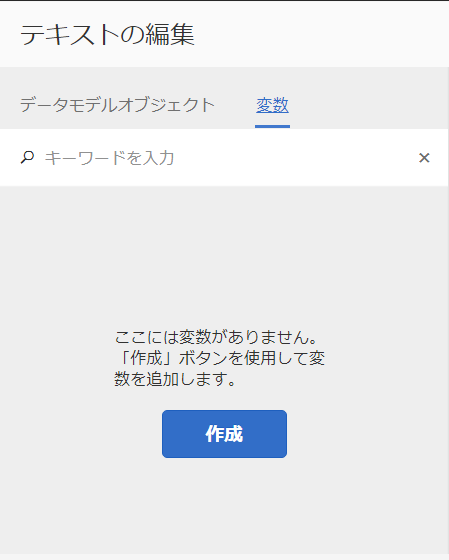 テキストの編集
データモデルオブジェクト 変数
キーワードを入力
ここには変数がありません。
「作成」ボタンを使用して変
数を追加します。
作成